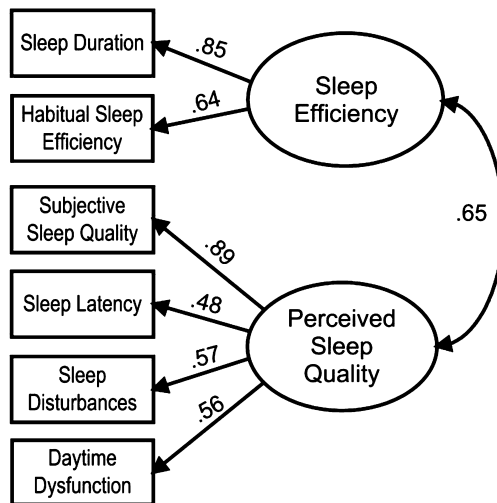 Sleep Duration
.85
Sleep
Efficiency
Habitual Sleep
Efficiency
.64
Subjective
Sleep Quality
.65
.89
Sleep Latency
.48
Perceived
Sleep
Quality
.57
Sleep
Disturbances
.56
Daytime
Dysfunction